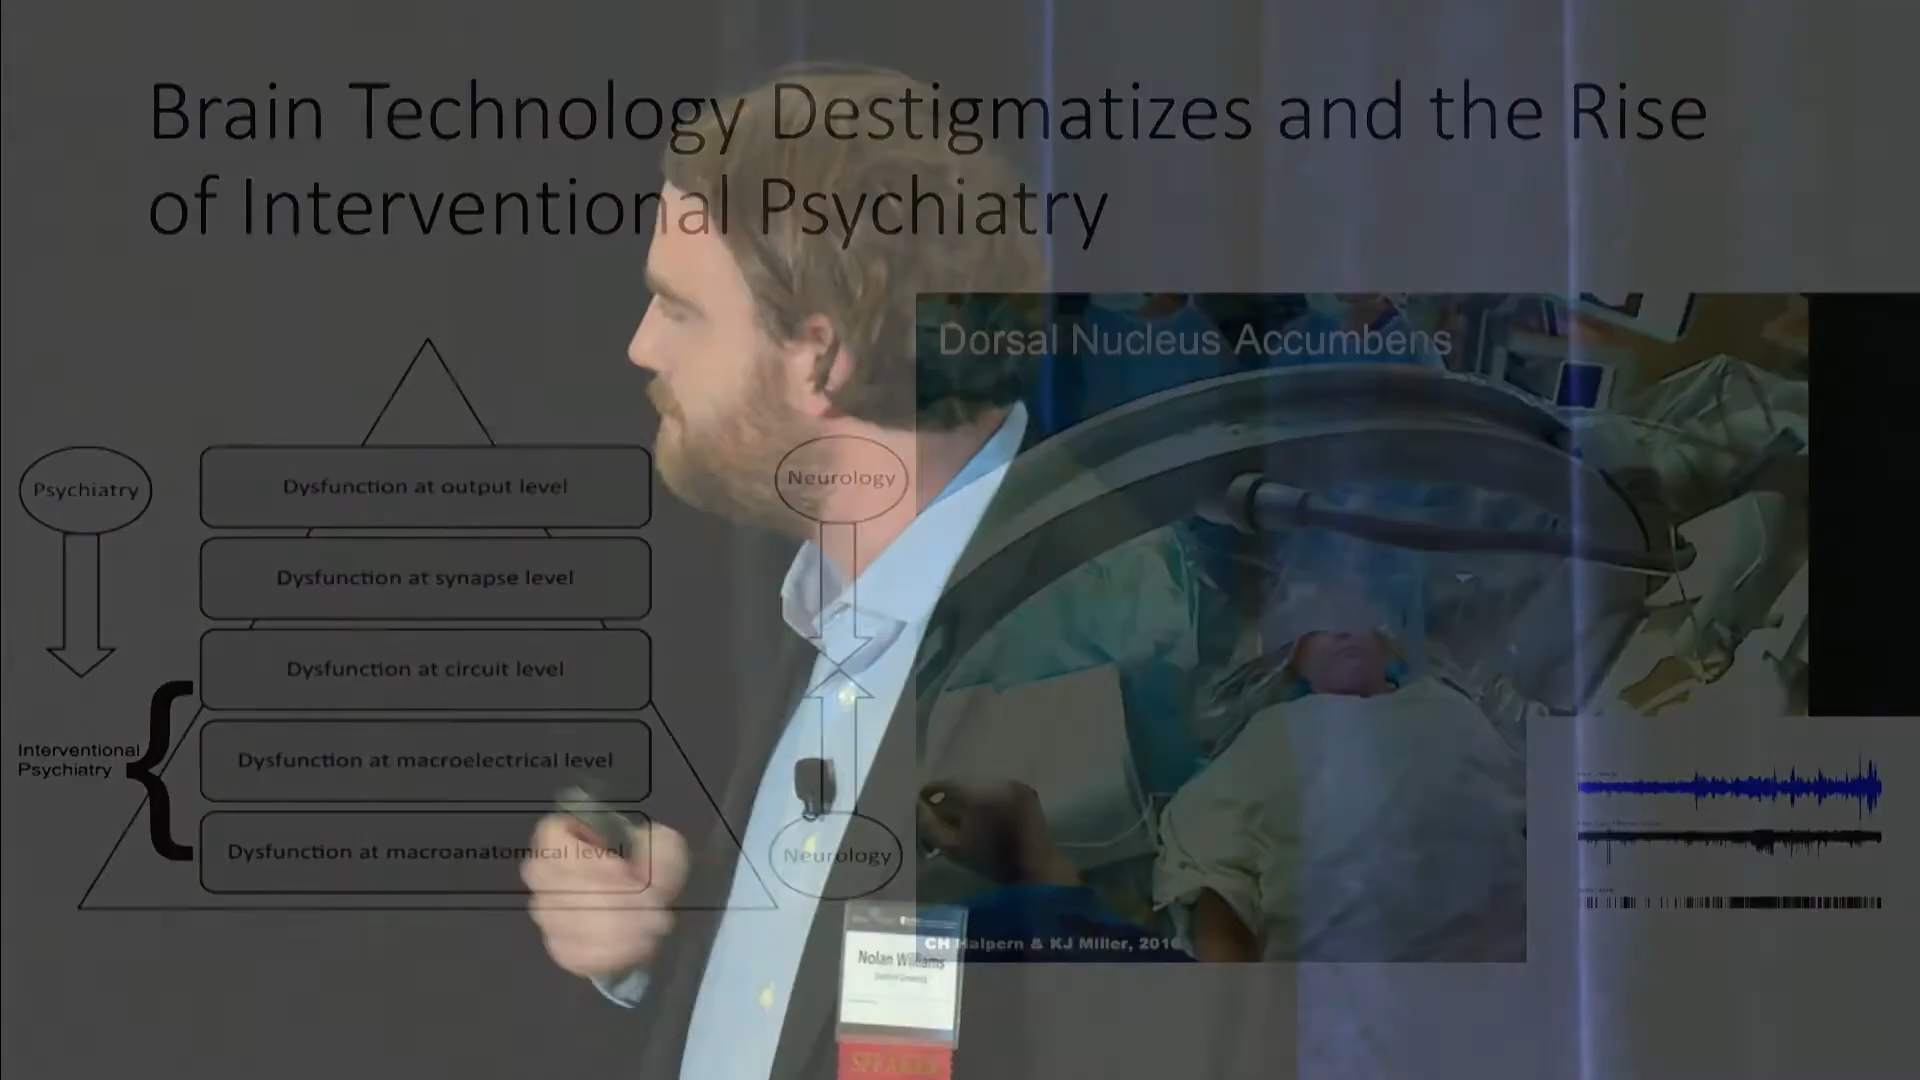 Brain Technology Destigmatizes and the Rise
of Interventional Psychiatry
Dorsal Nucleus Accumbens
Psychiatry
Dysfunction at output level
Neurology
Dysfunction at synapse level
Dysfunction at circuit level
Interventional
Psychiatry
Dysfunction at macroelectrical level
Dysfunction at macroanatomical level
Neurology
CH Halpern & KJ Miller, 2016
Nolan Williams
SPEAKER